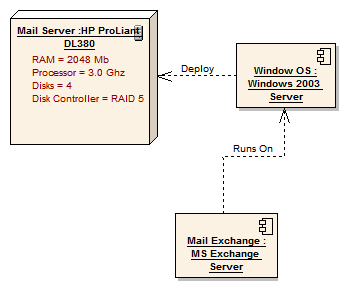 Mail Server :HP ProLiant
DL380
RAM = 2048 Mb
Processor = 3.0 Ghz
Disks = 4
Disk Controller = RAID 5
Deploy
Window OS :
Windows 2003
Server
Runs On
Mail Exchange :
MS Exchange
Server